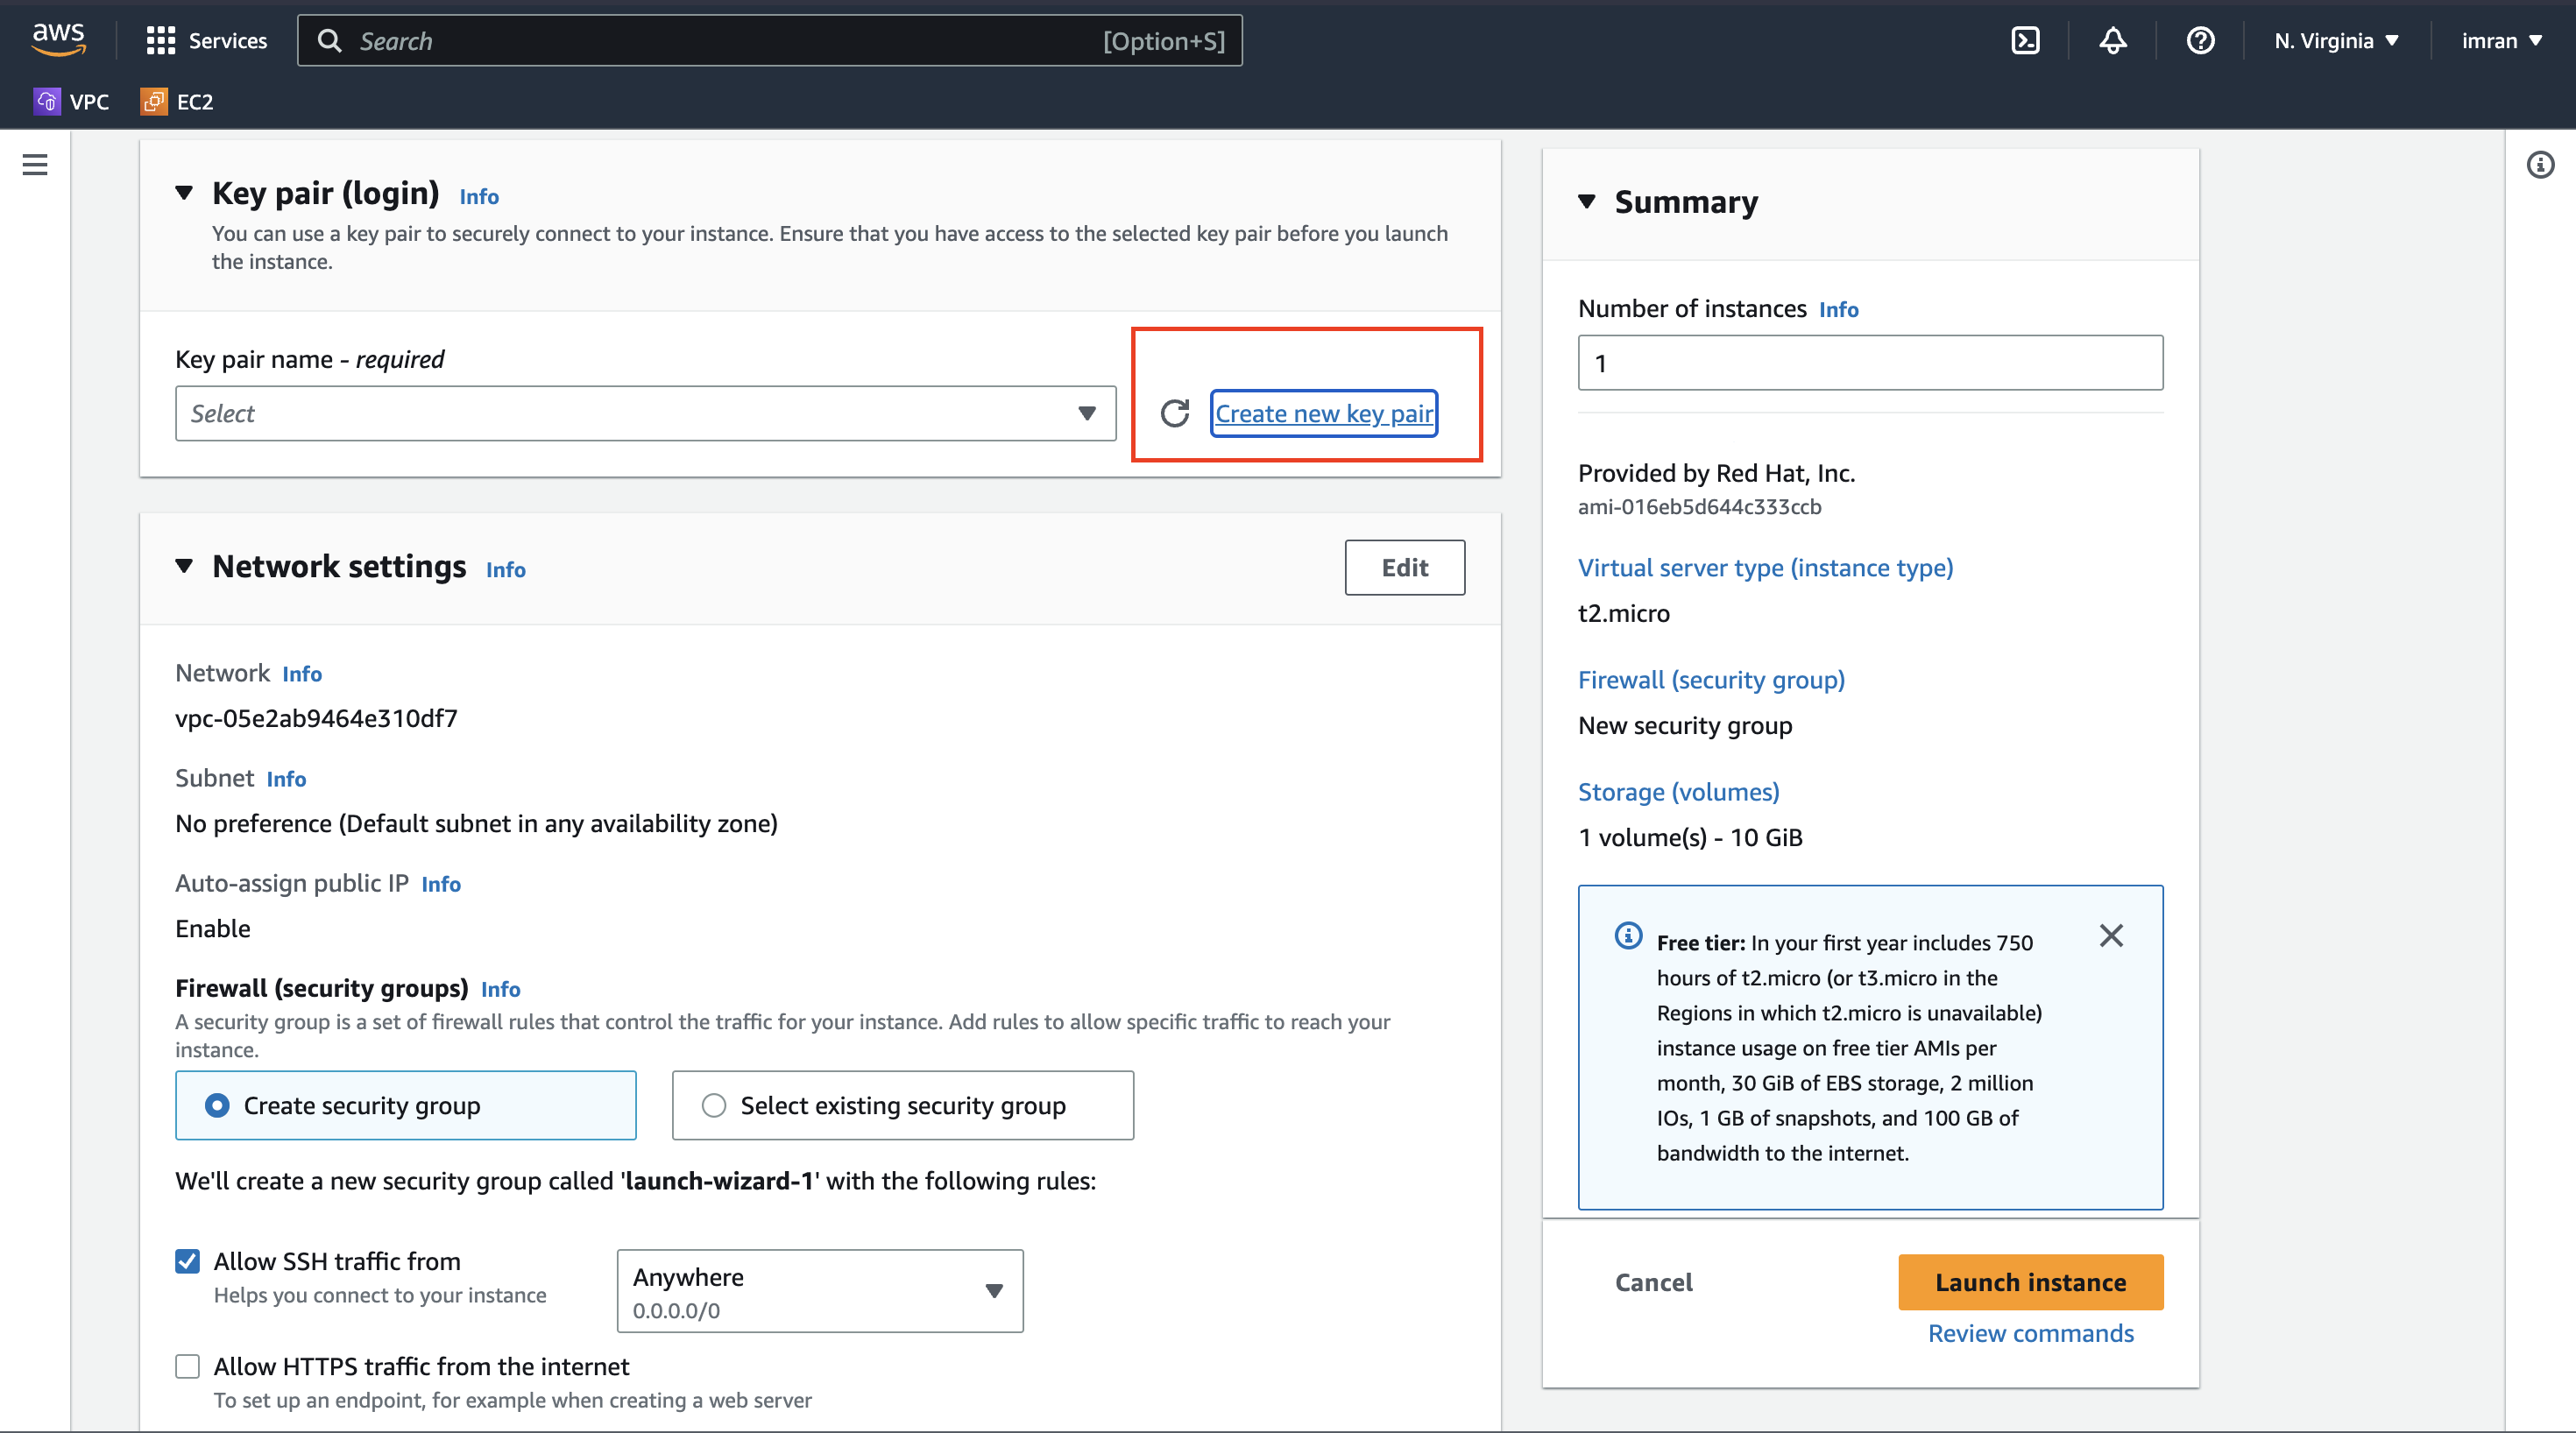 aws
Services
Search
[Option+S]
N. Virginia
imran
VPC
EC2
Key pair (login) Info
You can use a key pair to securely connect to your instance. Ensure that you have access to the selected key pair before you launch
the instance.
Key pair name - required
Select
Create new key pair
Network settings Info
Edit
Network Info
vpc-05e2ab9464e310df7
Subnet Info
No preference (Default subnet in any availability zone)
Auto-assign public IP Info
Enable
Firewall (security groups) Info
A security group is a set of firewall rules that control the traffic for your instance. Add rules to allow specific traffic to reach your
instance.
Create security group
Select existing security group
We'll create a new security group called 'launch-wizard-1' with the following rules:
Allow SSH traffic from
Helps you connect to your instance
Anywhere
0.0.0.0/0
Allow HTTPS traffic from the internet
To set up an endpoint, for example when creating a web server
Summary
Number of instances Info
1
Provided by Red Hat, Inc.
ami-016eb5d644c333ccb
Virtual server type (instance type)
t2.micro
Firewall (security group)
New security group
Storage (volumes)
1 volume(s) - 10 GiB
Free tier: In your first year includes 750
hours of t2.micro (or t3.micro in the
Regions in which t2.micro is unavailable)
instance usage on free tier AMIs per
month, 30 GiB of EBS storage, 2 million
IOs, 1 GB of snapshots, and 100 GB of
bandwidth to the internet.
Cancel
Launch instance
Review commands